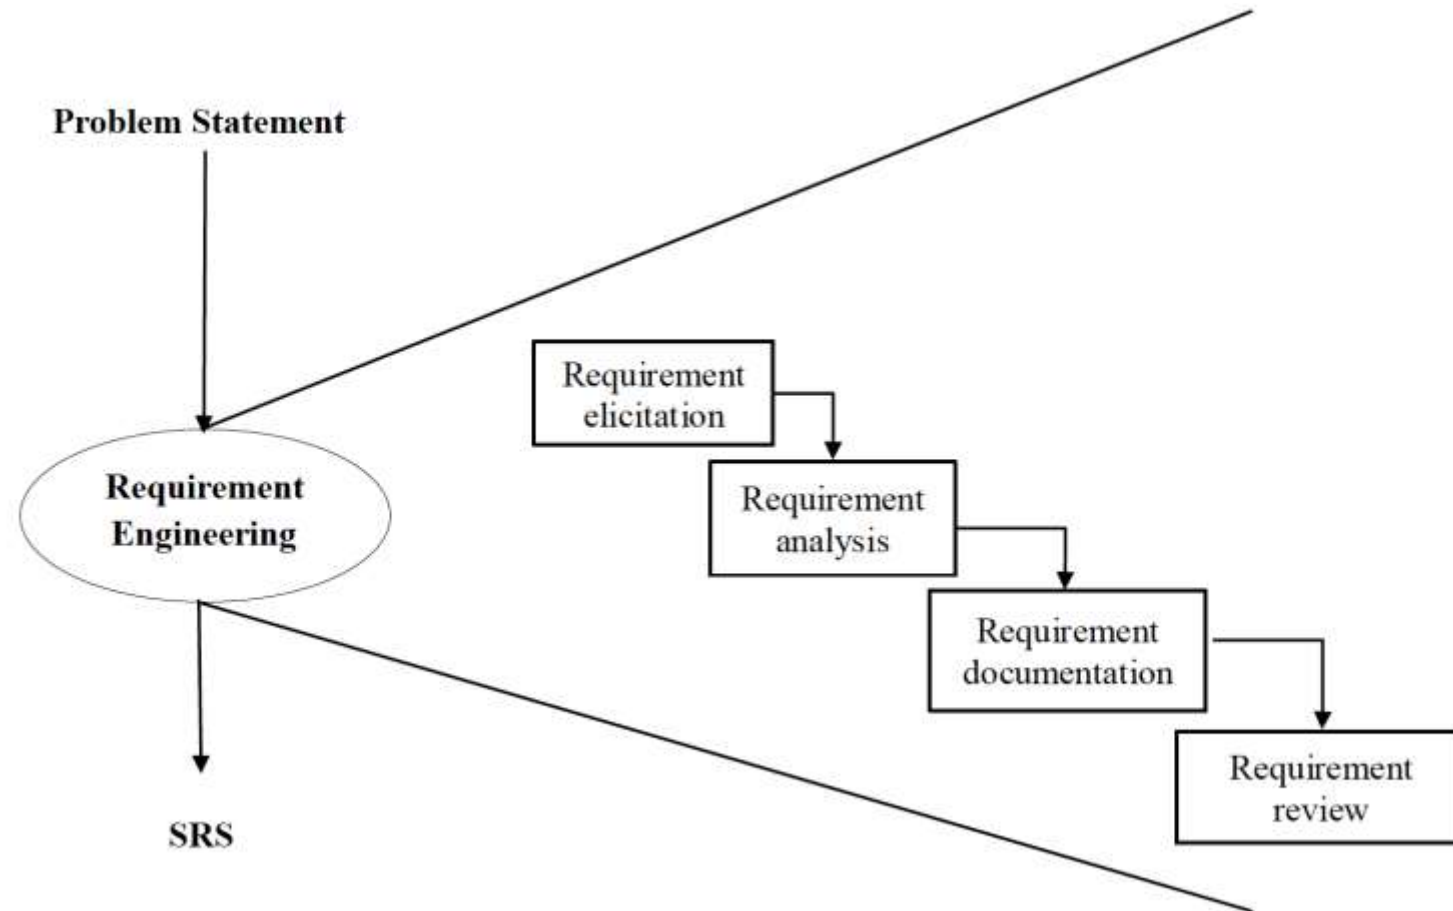 Problem Statement
Requirement
Engineering
SRS
Requirement
elicitation
Requirement
analysis
Requirement
documentation
Requirement
review